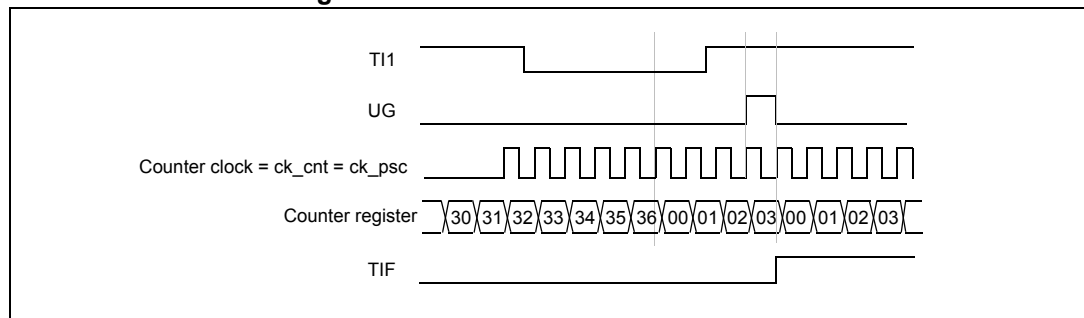 TI1
UG
Counter clock = ck_cnt = ck_psc
Counter register 30 31 32 33 34 35 36 00 01 02 03 00 01 02 03
TIF